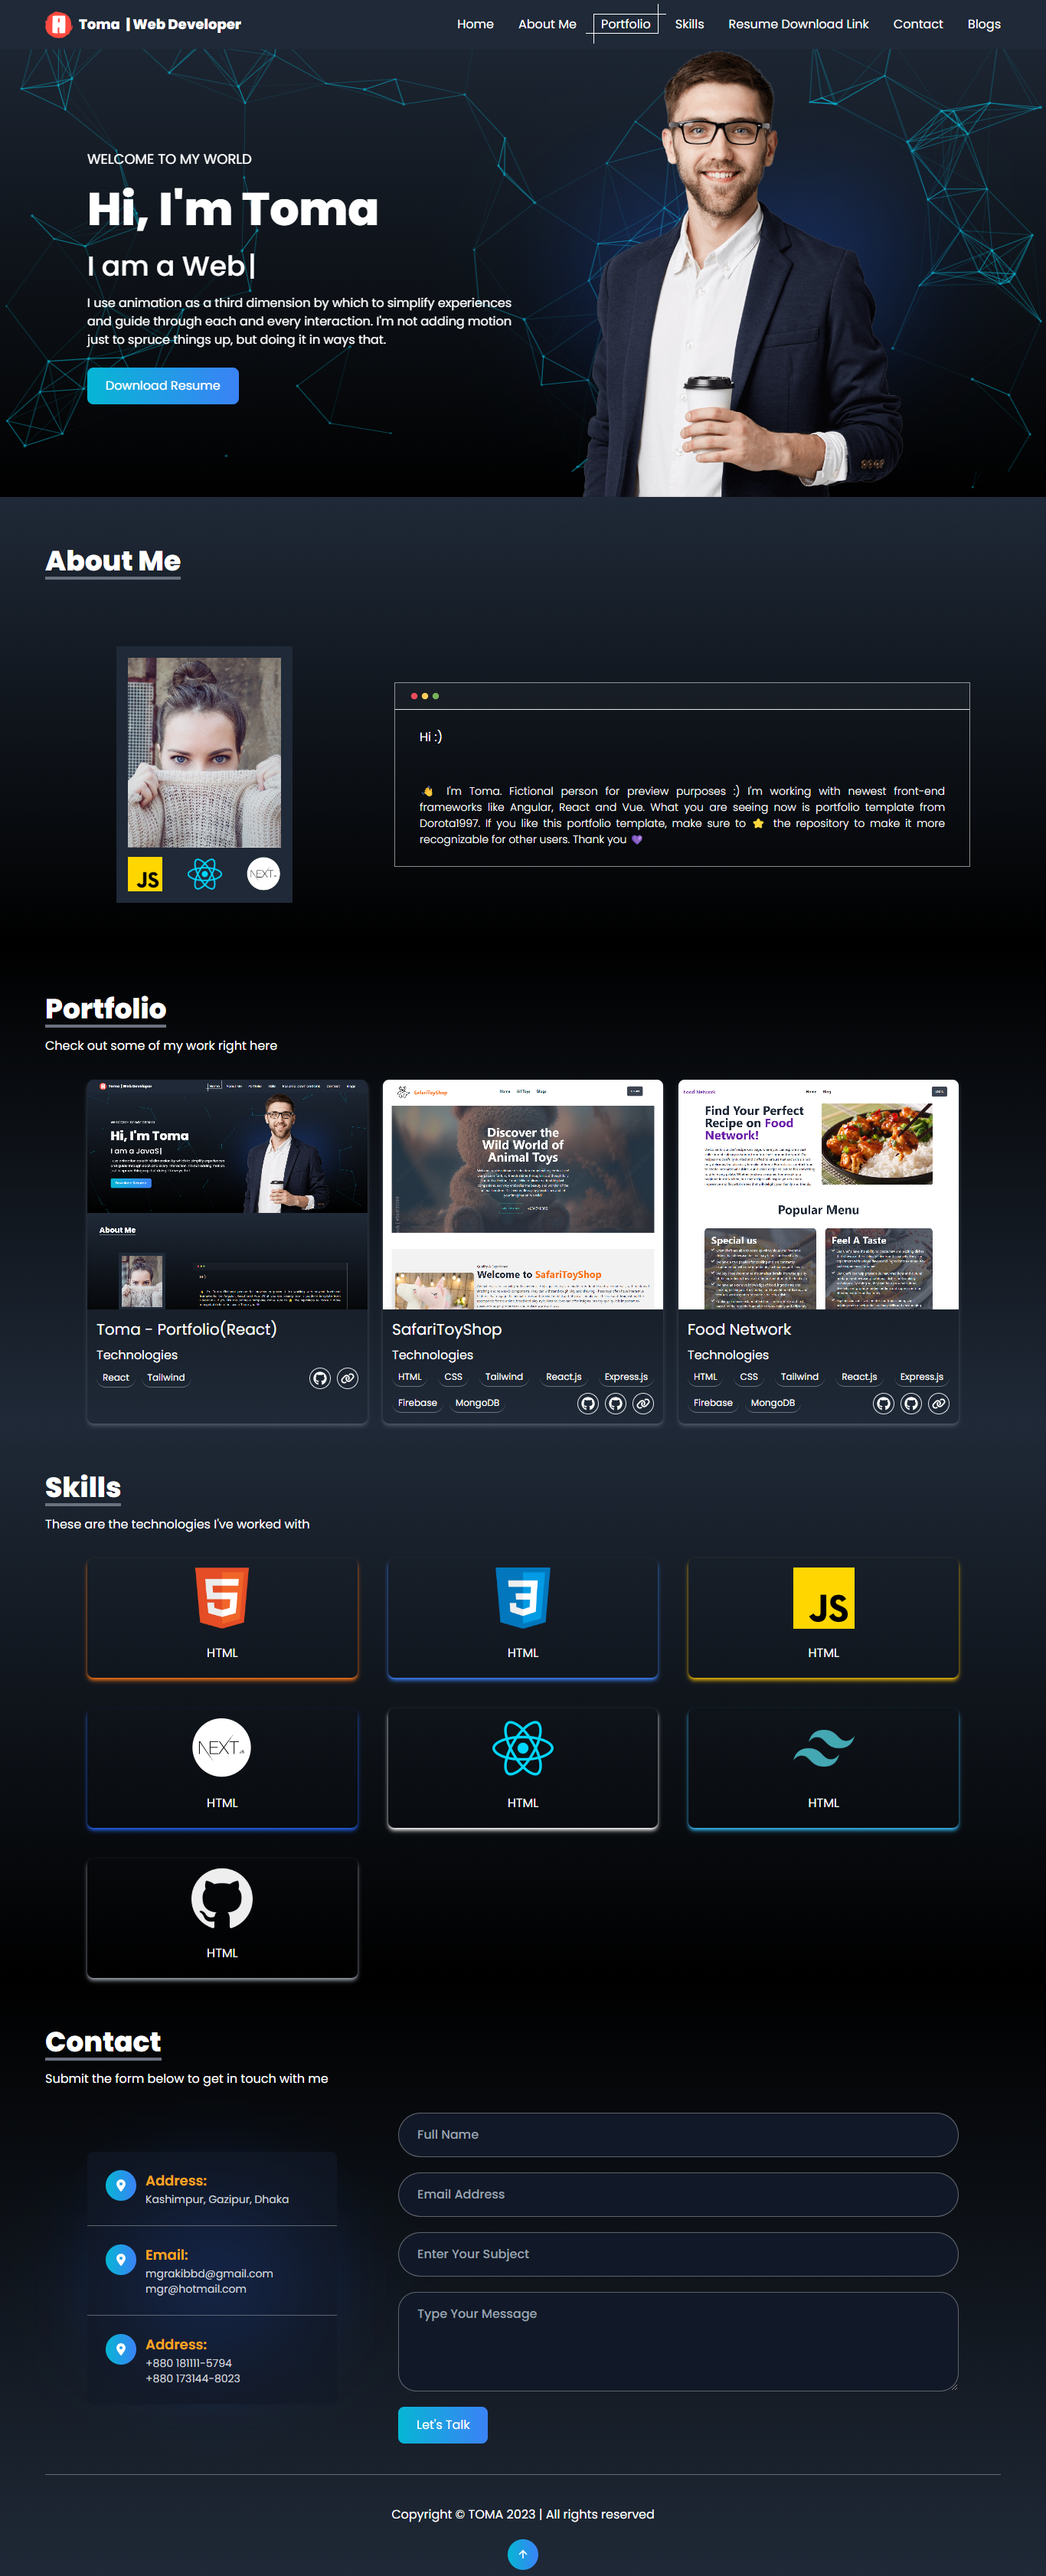 Toma | Web Developer
Home About Me Portfolio Skills Resume Download Link Contact Blogs
WELCOME TO MY WORLD
Hi, I'm Toma
I am a Web|
I use animation as a third dimension by which to simplify experiences
and guide through each and every interaction. I'm not adding motion
just to spruce things up, but doing it in ways that.
Download Resume
About Me
JS
NEXT.JS
Hi :)
👋 I'm Toma. Fictional person for preview purposes :) I'm working with newest front-end
frameworks like Angular, React and Vue. What you are seeing now is portfolio template from
Dorota1997. If you like this portfolio template, make sure to ⭐ the repository to make it more
recognizable for other users. Thank you 💜
Portfolio
Check out some of my work right here
Toma | Web Developer
Hi, I'm Toma
I am a JavaS|
About Me
Toma - Portfolio(React)
Technologies
React Tailwind
SafariToyShop
Discover the
Wild World of
Animal Toys
Welcome to SafariToyShop
SafariToyShop
Technologies
HTML CSS Tailwind React.js Express.js
Firebase MongoDB
Food Network
Find Your Perfect
Recipe on Food
Network!
Popular Menu
Special us
Feel A Taste
Food Network
Technologies
HTML CSS Tailwind React.js Express.js
Firebase MongoDB
Skills
These are the technologies I've worked with
5
HTML
3
HTML
JS
HTML
NEXT.JS
HTML
HTML
HTML
HTML
Contact
Submit the form below to get in touch with me
Address:
Kashimpur, Gazipur, Dhaka
Email:
mgrakibbd@gmail.com
mgr@hotmail.com
Address:
+880 181111-5794
+880 173144-8023
Full Name
Email Address
Enter Your Subject
Type Your Message
Let's Talk
Copyright © TOMA 2023 | All rights reserved